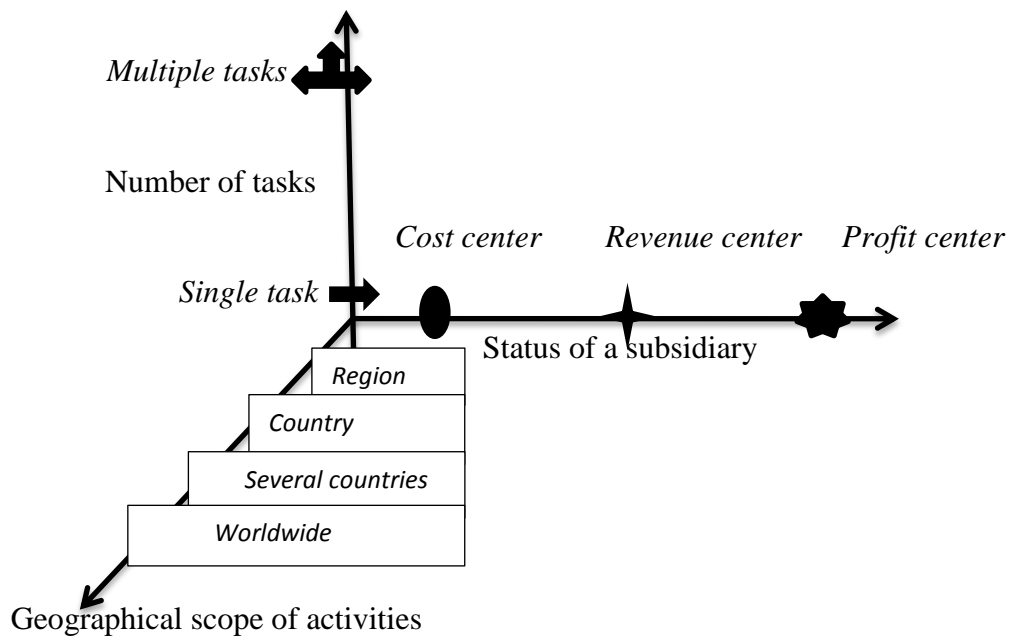 Multiple tasks
Number of tasks
Cost center
Revenue center
Profit center
Single task
Status of a subsidiary
Region
Country
Several countries
Worldwide
Geographical scope of activities